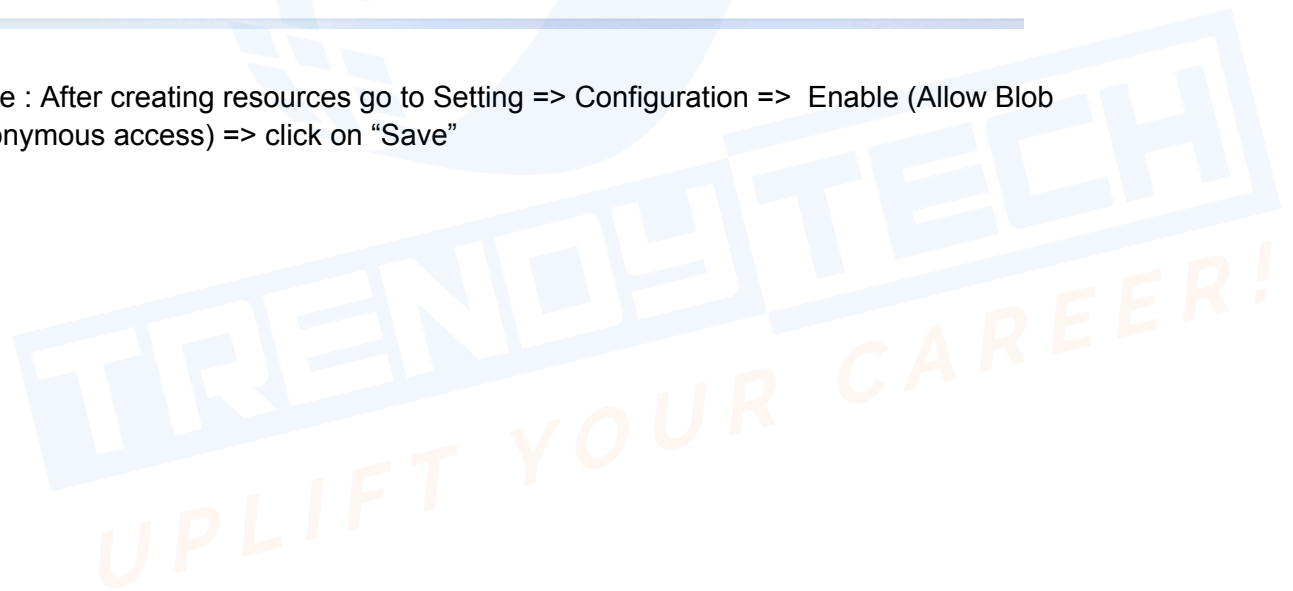 e : After creating resources go to Setting => Configuration => Enable (Allow Blob
onymous access) => click on “Save”
TRENDYTECH
UPLIFT YOUR CAREER!